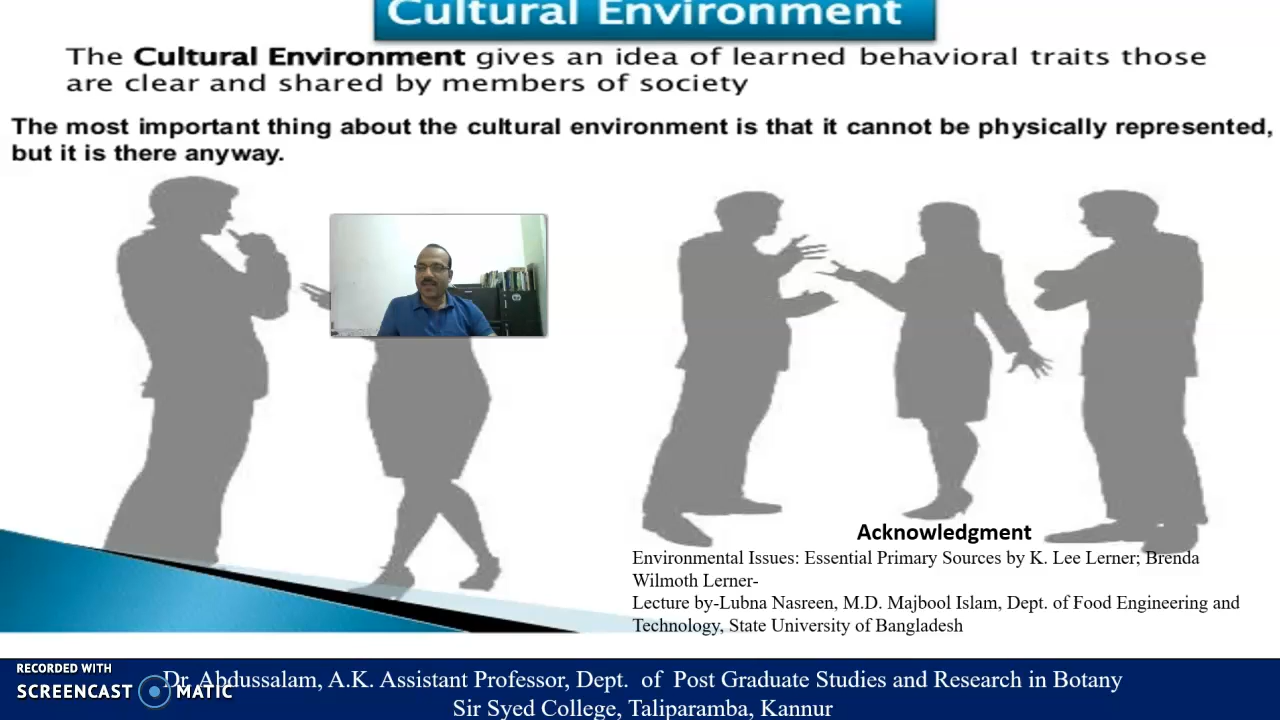 Cultural Environment
The Cultural Environment gives an idea of learned behavioral traits those
are clear and shared by members of society
The most important thing about the cultural environment is that it cannot be physically represented,
but it is there anyway.
Acknowledgment
Environmental Issues: Essential Primary Sources by K. Lee Lerner; Brenda
Wilmoth Lerner-
Lecture by-Lubna Nasreen, M.D. Majbool Islam, Dept. of Food Engineering and
Technology, State University of Bangladesh
RECORDED WITH
SCREENCAST MATIC
Dr. Abdussalam, A.K. Assistant Professor, Dept. of Post Graduate Studies and Research in Botany
Sir Syed College, Taliparamba, Kannur